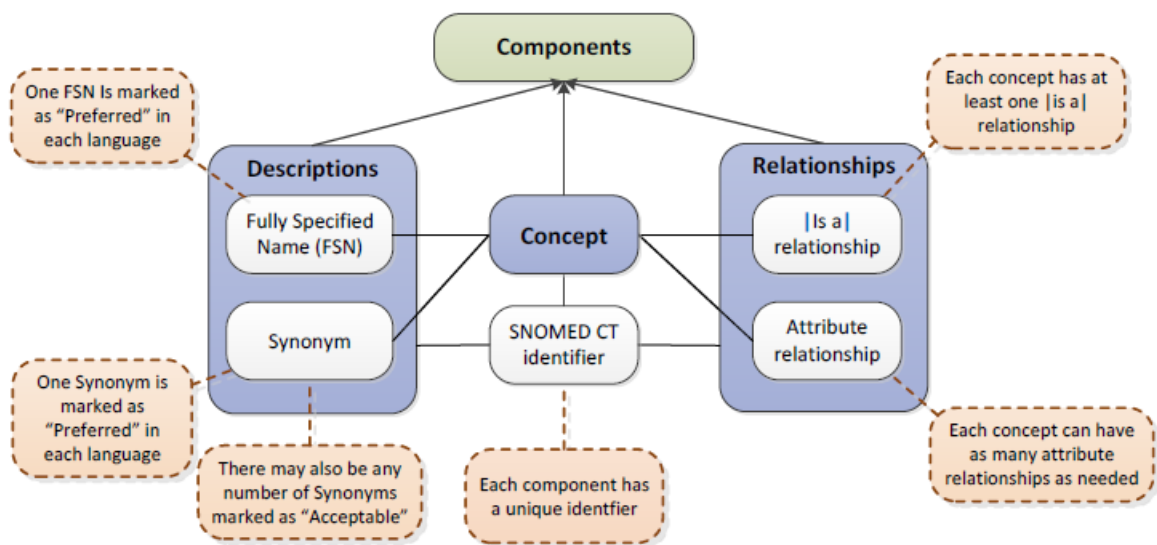 Components
One FSN Is marked
as “Preferred” in
each language
Each concept has at
least one |is a|
relationship
Descriptions
Relationships
Fully Specified
Name (FSN)
Concept
|Is a|
relationship
Synonym
SNOMED CT
identifier
Attribute
relationship
One Synonym is
marked as
“Preferred” in
each language
There may also be any
number of Synonyms
marked as “Acceptable”
Each component has
a unique identfier
Each concept can have
as many attribute
relationships as needed